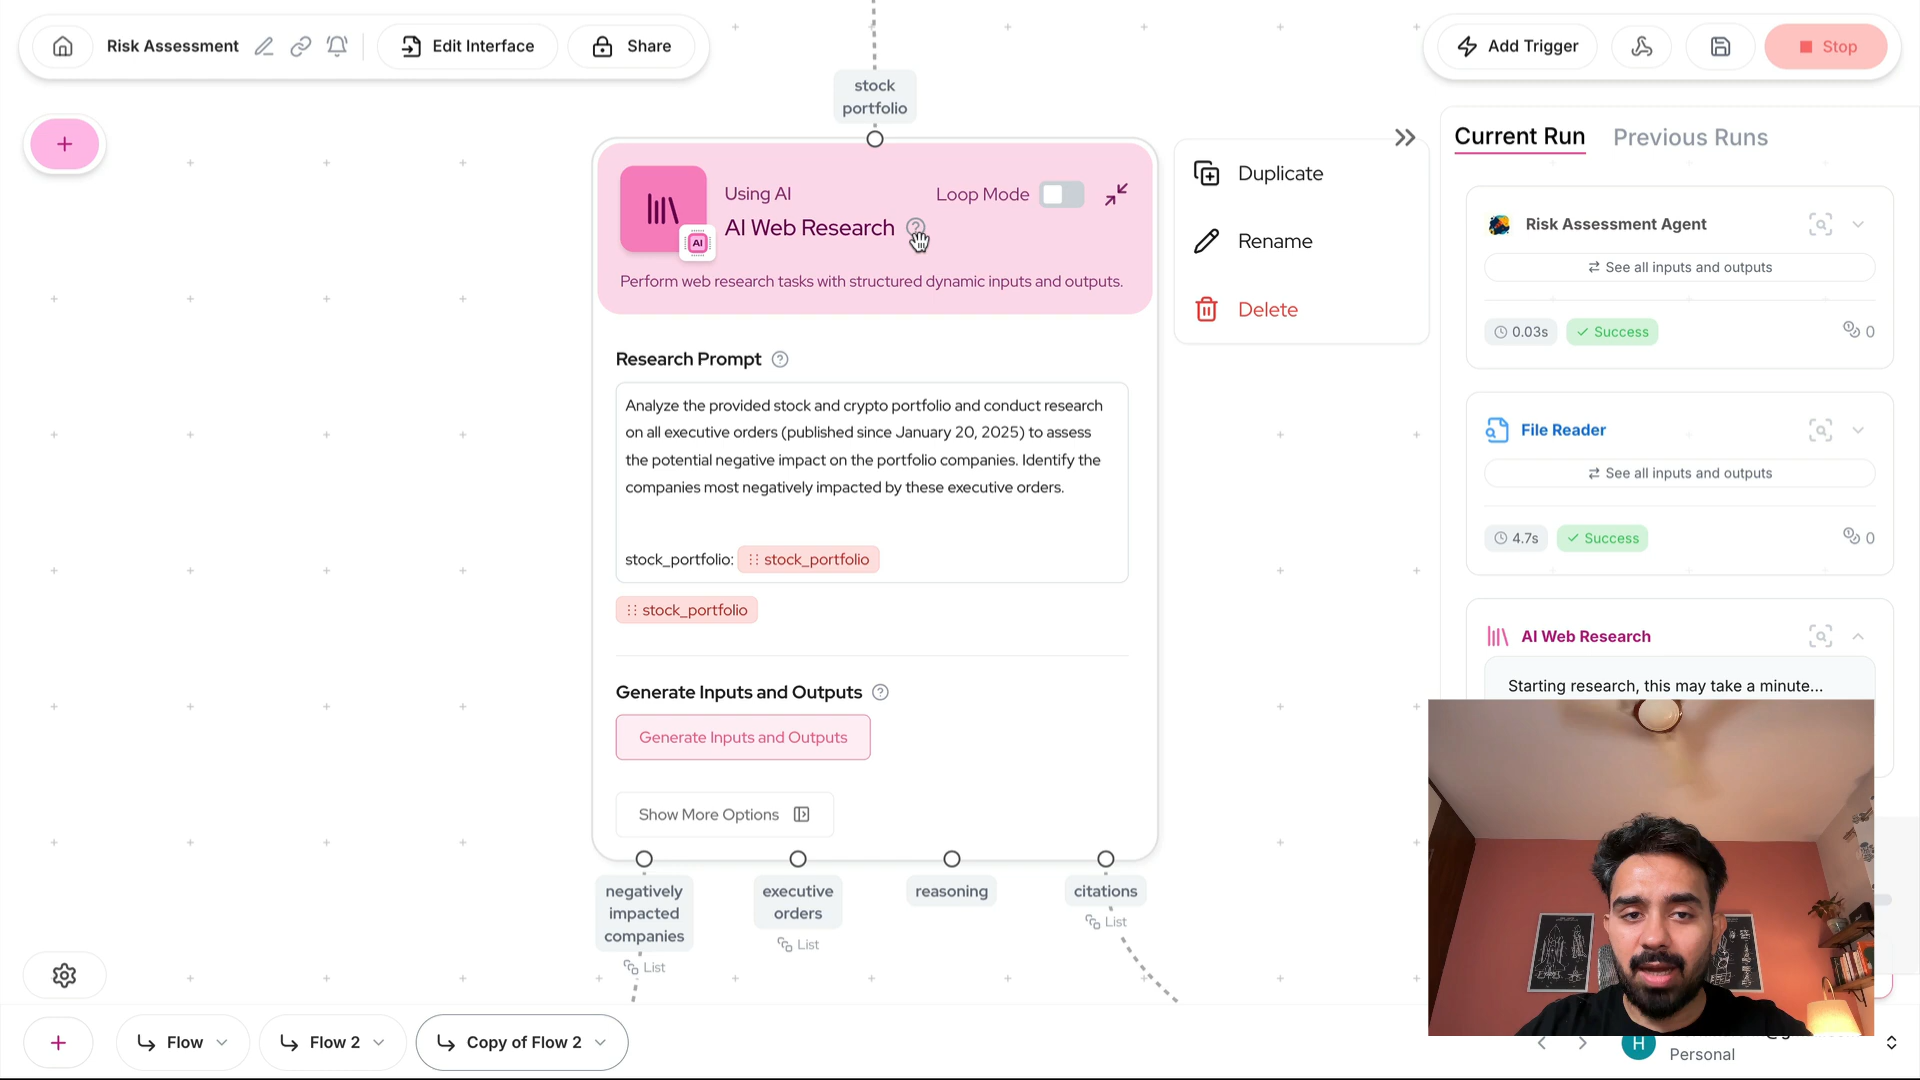 Risk Assessment
Edit Interface
Share
Add Trigger
Stop
stock
portfolio
Using AI
Loop Mode
AI Web Research
AI
Perform web research tasks with structured dynamic inputs and outputs.
Research Prompt
Analyze the provided stock and crypto portfolio and conduct research
on all executive orders (published since January 20, 2025) to assess
the potential negative impact on the portfolio companies. Identify the
companies most negatively impacted by these executive orders.
stock_portfolio: stock_portfolio
stock_portfolio
Generate Inputs and Outputs
Generate Inputs and Outputs
Show More Options
negatively
impacted
companies
List
executive
orders
List
reasoning
citations
List
Duplicate
Rename
Delete
Current Run
Previous Runs
Risk Assessment Agent
See all inputs and outputs
0.03s
Success
0
File Reader
See all inputs and outputs
4.7s
Success
0
AI Web Research
Starting research, this may take a minute...
Flow
Flow 2
Copy of Flow 2
H
Personal